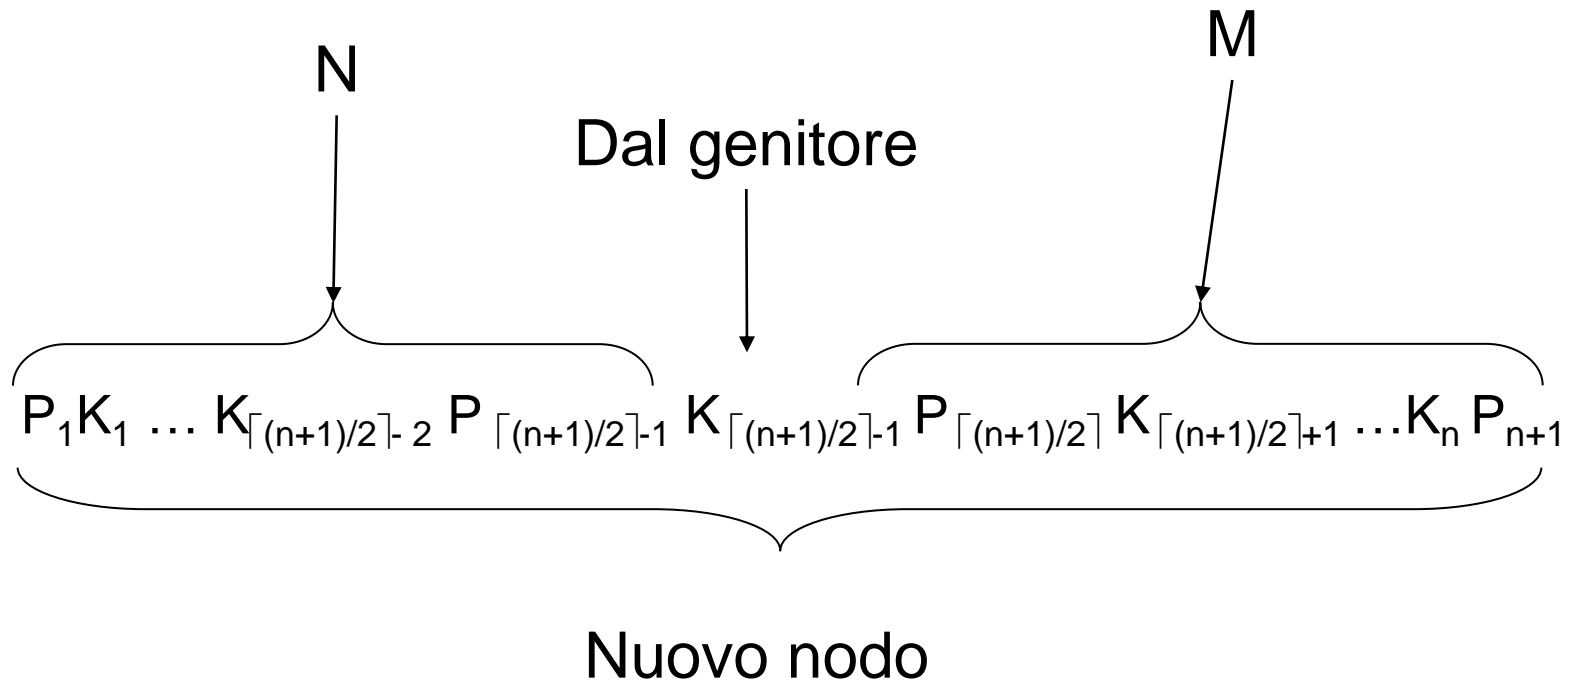 N
M
Dal genitore
P₁K₁ … K⌈(n+1)/2⌉- 2 P ⌈(n+1)/2⌉-1 K⌈(n+1)/2⌉-1 P⌈(n+1)/2⌉ K⌈(n+1)/2⌉+1 …Kₙ Pₙ₊₁
Nuovo nodo